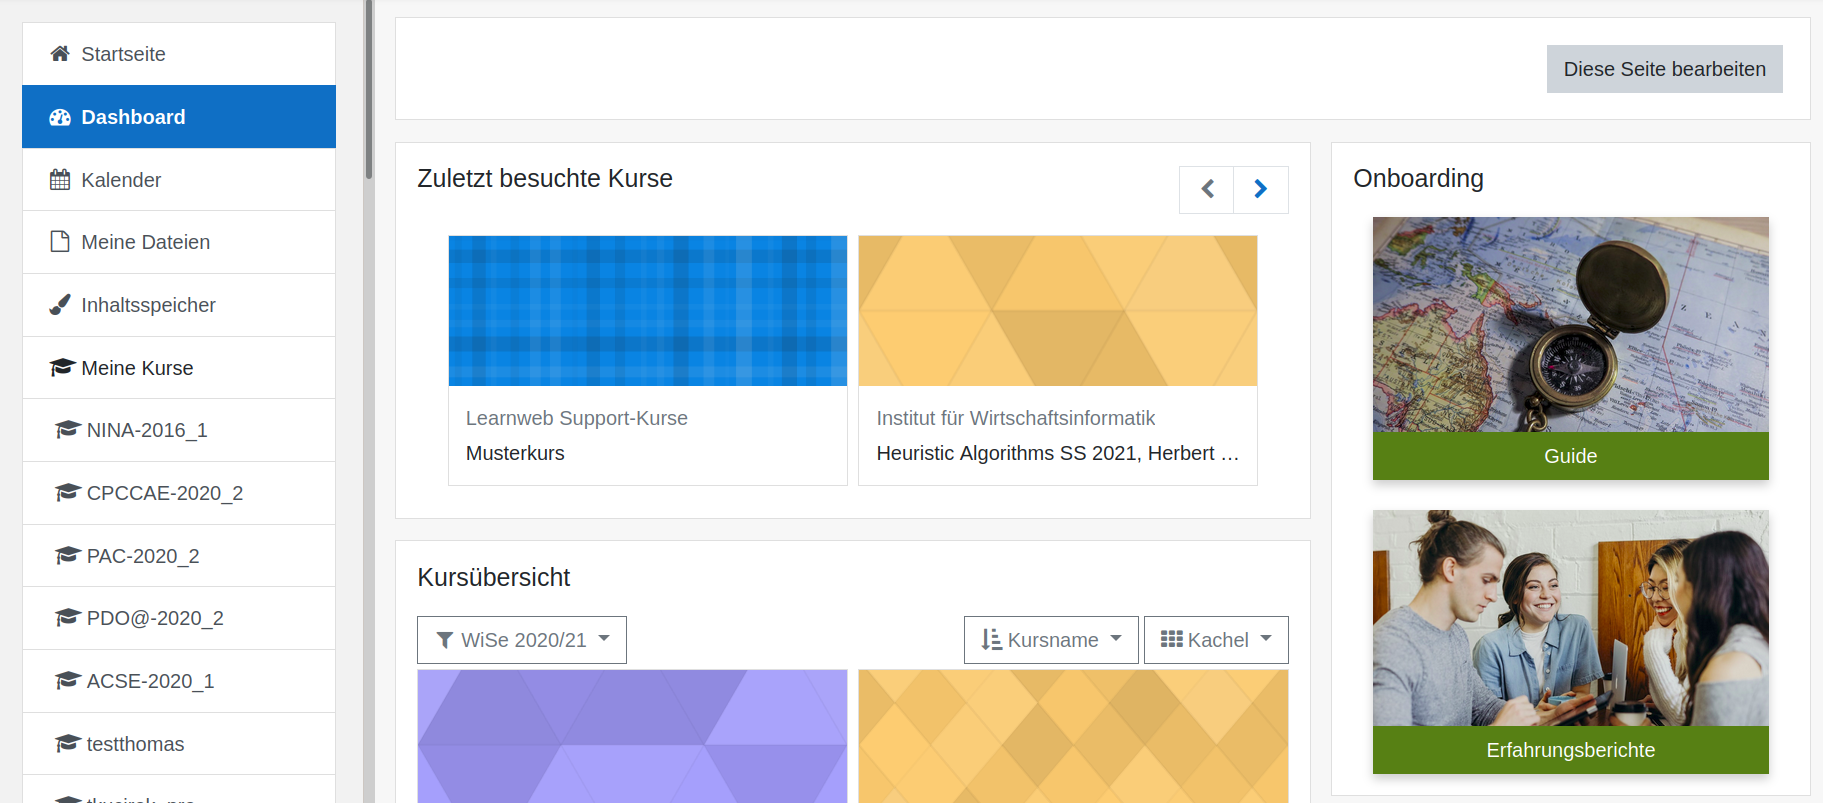 Startseite
Dashboard
Kalender
Meine Dateien
Inhaltsspeicher
Meine Kurse
NINA-2016_1
CPCCAE-2020_2
PAC-2020_2
PDO@-2020_2
ACSE-2020_1
testthomas
Diese Seite bearbeiten
Zuletzt besuchte Kurse
Learnweb Support-Kurse
Musterkurs
Institut für Wirtschaftsinformatik
Heuristic Algorithms SS 2021, Herbert …
Kursübersicht
WiSe 2020/21
Kursname
Kachel
Onboarding
Guide
Erfahrungsberichte